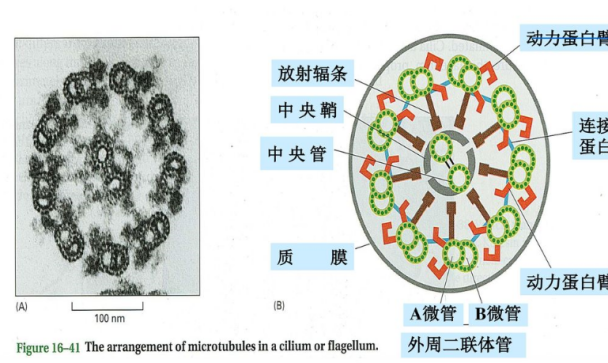 动力蛋白臂
放射辐条
中央鞘
连接
蛋白
中央管
质 膜
动力蛋白臂
A微管 B微管
外周二联体管
(A)
100 nm
(B)
Figure 16–41 The arrangement of microtubules in a cilium or flagellum.